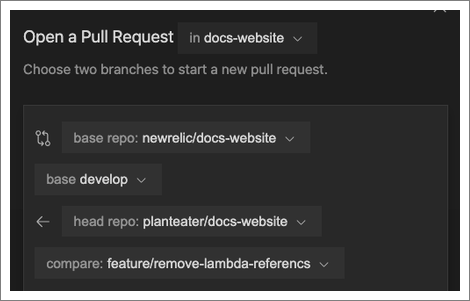 Open a Pull Request in docs-website
Choose two branches to start a new pull request.
base repo: newrelic/docs-website
base develop
head repo: planteater/docs-website
compare: feature/remove-lambda-referencs